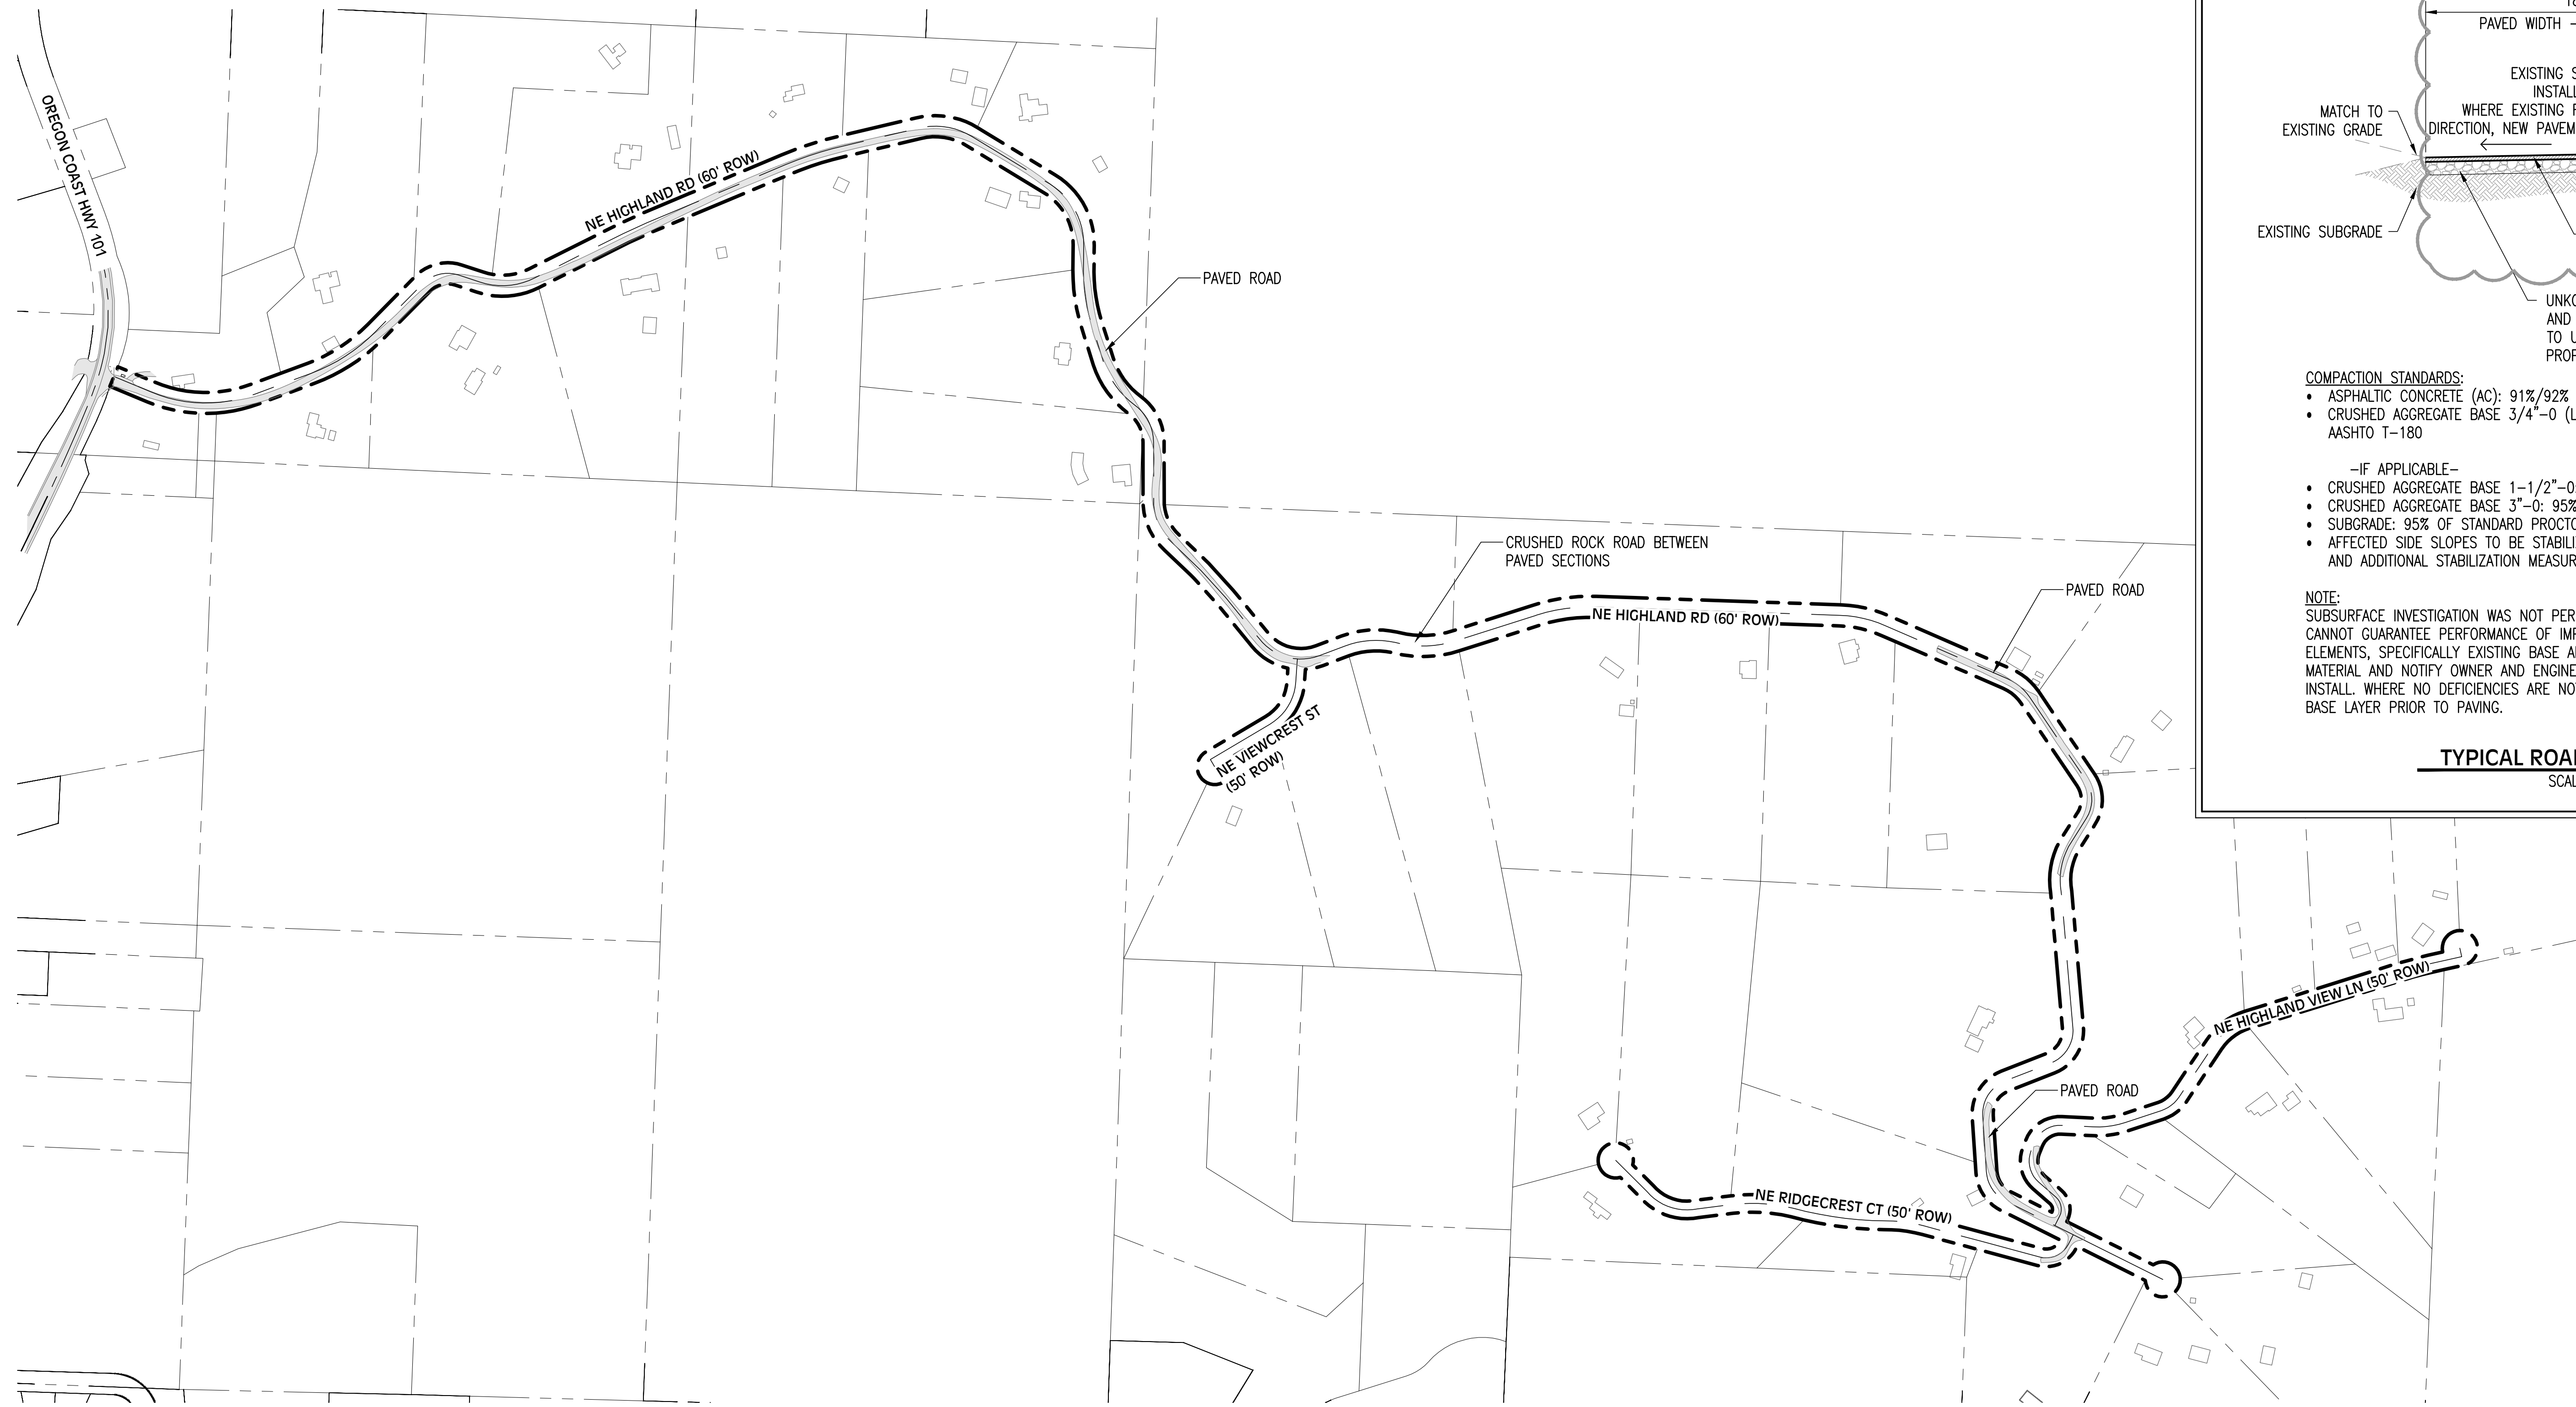 OREGON COAST HWY 101
NE HIGHLAND RD (60' ROW)
PAVED ROAD
CRUSHED ROCK ROAD BETWEEN
PAVED SECTIONS
NE HIGHLAND RD (60' ROW)
PAVED ROAD
NE VIEWCREST ST
(50' ROW)
NE HIGHLAND VIEW LN (50' ROW)
PAVED ROAD
NE RIDGECREST CT (50' ROW)
PAVED WIDTH -
EXISTING
INSTALL
WHERE EXISTING
DIRECTION, NEW
MATCH TO
EXISTING GRADE
EXISTING SUBGRADE
AND
TO
COMPACTION STANDARDS:
• ASPHALTIC CONCRETE (AC): 91%/92%
• CRUSHED AGGREGATE BASE 3/4"-0 (L
AASHTO T-180
-IF APPLICABLE-
• CRUSHED AGGREGATE BASE 1-1/2"-0:
• CRUSHED AGGREGATE BASE 3"-0: 95%
• SUBGRADE: 95% OF STANDARD PROCTO
• AFFECTED SIDE SLOPES TO BE STABILI
AND ADDITIONAL STABILIZATION MEASUR
NOTE:
SUBSURFACE INVESTIGATION WAS NOT PER
CANNOT GUARANTEE PERFORMANCE OF IMP
ELEMENTS, SPECIFICALLY EXISTING BASE A
MATERIAL AND NOTIFY OWNER AND ENGINE
INSTALL. WHERE NO DEFICIENCIES ARE NO
BASE LAYER PRIOR TO PAVING.
TYPICAL ROA
SCAL